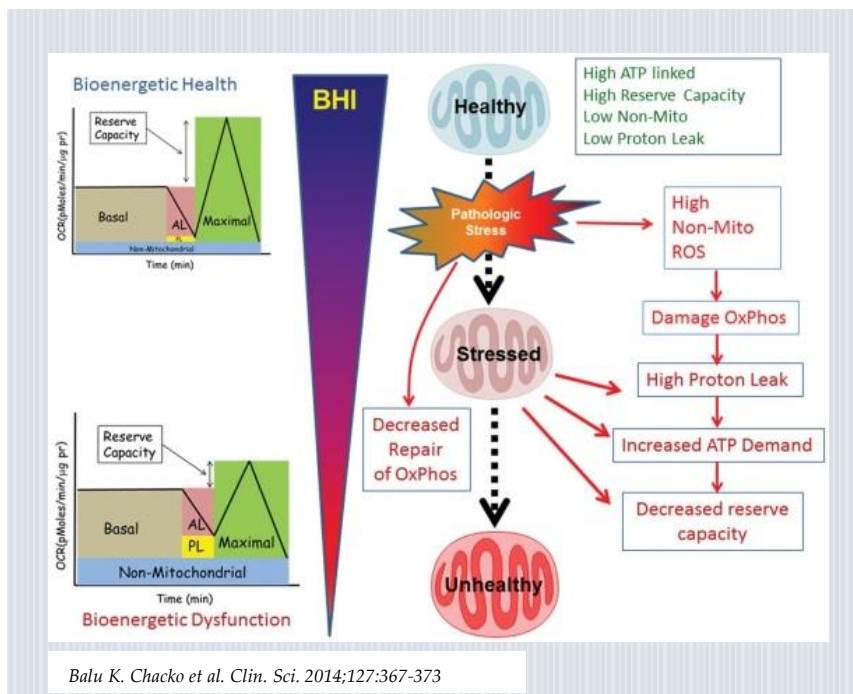 Bioenergetic Health
Reserve
Capacity
OCR(pMoles/min/µg pr)
Basal
AL
PL
Maximal
Non-Mitochondrial
Time (min)
BHI
Healthy
High ATP linked
High Reserve Capacity
Low Non-Mito
Low Proton Leak
Pathologic
Stress
High
Non-Mito
ROS
Damage OxPhos
Stressed
High Proton Leak
Decreased
Repair
of OxPhos
Increased ATP Demand
Decreased reserve
capacity
Unhealthy
Reserve
Capacity
OCR(pMoles/min/µg pr)
Basal
AL
PL
Maximal
Non-Mitochondrial
Time (min)
Bioenergetic Dysfunction
Balu K. Chacko et al. Clin. Sci. 2014;127:367-373